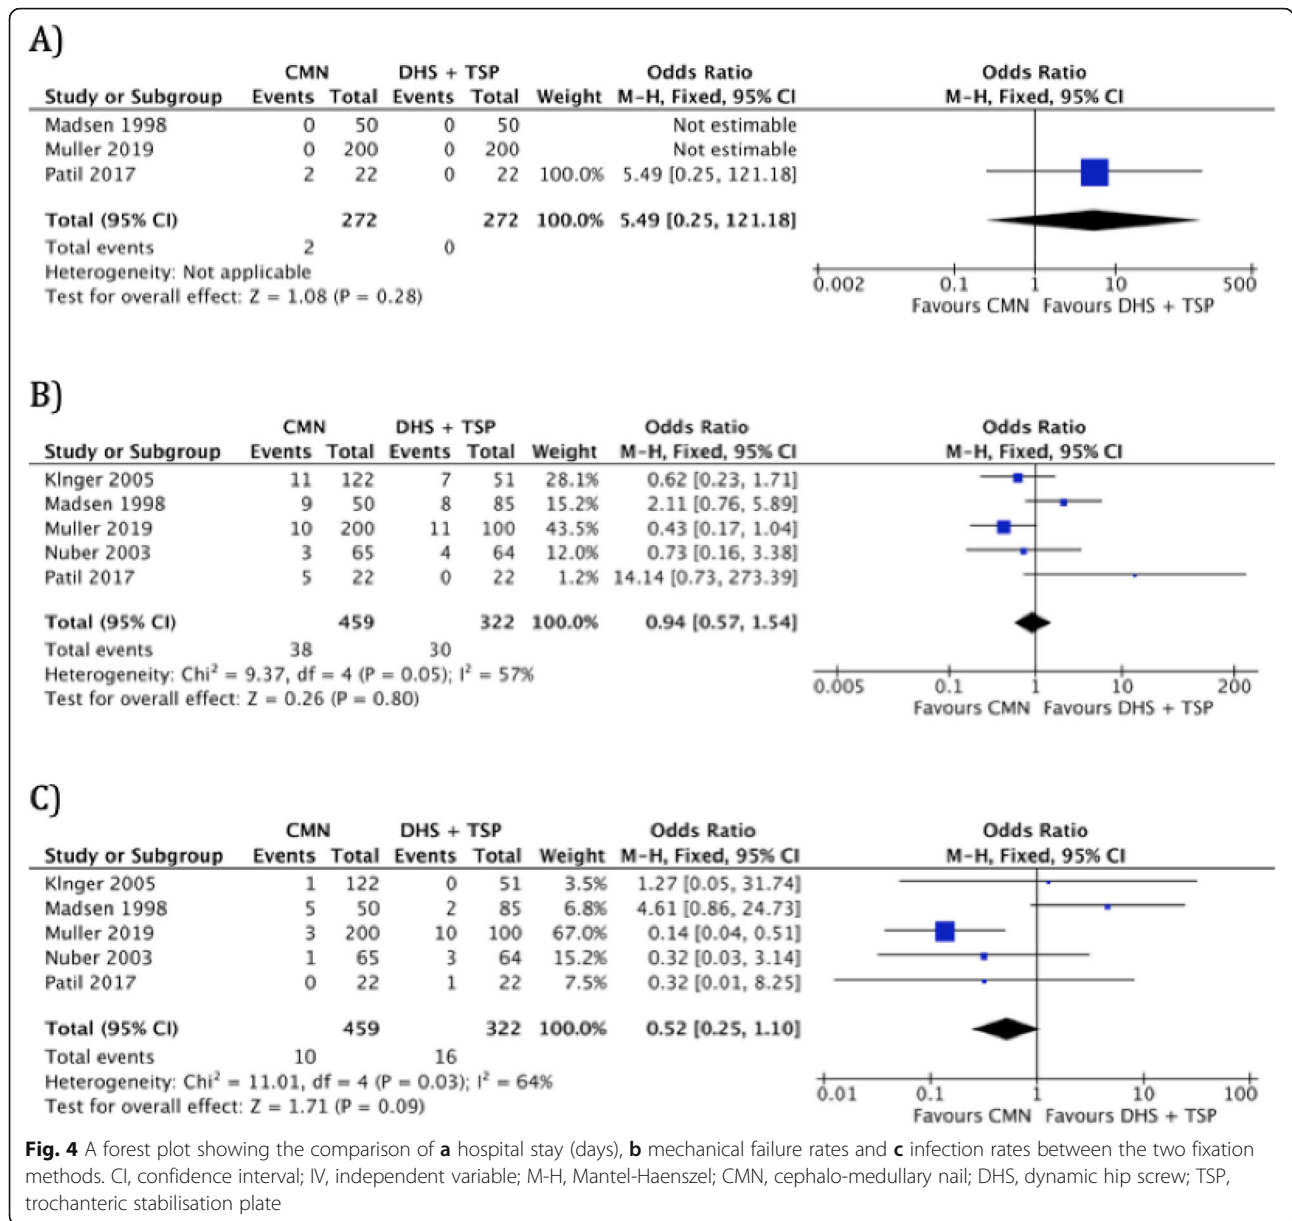 A)
CMN DHS + TSP Odds Ratio Odds Ratio
Study or Subgroup Events Total Events Total Weight M-H, Fixed, 95% CI M-H, Fixed, 95% CI
Madsen 1998 0 50 0 50 Not estimable
Muller 2019 0 200 0 200 Not estimable
Patil 2017 2 22 0 22 100.0% 5.49 [0.25, 121.18]
Total (95% CI) 272 272 100.0% 5.49 [0.25, 121.18]
Total events 2 0
Heterogeneity: Not applicable
Test for overall effect: Z = 1.08 (P = 0.28)
0.002 0.1 1 10 500
Favours CMN Favours DHS + TSP
B)
CMN DHS + TSP Odds Ratio Odds Ratio
Study or Subgroup Events Total Events Total Weight M-H, Fixed, 95% CI M-H, Fixed, 95% CI
KInger 2005 11 122 7 51 28.1% 0.62 [0.23, 1.71]
Madsen 1998 9 50 8 85 15.2% 2.11 [0.76, 5.89]
Muller 2019 10 200 11 100 43.5% 0.43 [0.17, 1.04]
Nuber 2003 3 65 4 64 12.0% 0.73 [0.16, 3.38]
Patil 2017 5 22 0 22 1.2% 14.14 [0.73, 273.39]
Total (95% CI) 459 322 100.0% 0.94 [0.57, 1.54]
Total events 38 30
Heterogeneity: Chi² = 9.37, df = 4 (P = 0.05); I² = 57%
Test for overall effect: Z = 0.26 (P = 0.80)
0.005 0.1 1 10 200
Favours CMN Favours DHS + TSP
C)
CMN DHS + TSP Odds Ratio Odds Ratio
Study or Subgroup Events Total Events Total Weight M-H, Fixed, 95% CI M-H, Fixed, 95% CI
KInger 2005 1 122 0 51 3.5% 1.27 [0.05, 31.74]
Madsen 1998 5 50 2 85 6.8% 4.61 [0.86, 24.73]
Muller 2019 3 200 10 100 67.0% 0.14 [0.04, 0.51]
Nuber 2003 1 65 3 64 15.2% 0.32 [0.03, 3.14]
Patil 2017 0 22 1 22 7.5% 0.32 [0.01, 8.25]
Total (95% CI) 459 322 100.0% 0.52 [0.25, 1.10]
Total events 10 16
Heterogeneity: Chi² = 11.01, df = 4 (P = 0.03); I² = 64%
Test for overall effect: Z = 1.71 (P = 0.09)
0.01 0.1 1 10 100
Favours CMN Favours DHS + TSP
Fig. 4 A forest plot showing the comparison of a hospital stay (days), b mechanical failure rates and c infection rates between the two fixation
methods. CI, confidence interval; IV, independent variable; M-H, Mantel-Haenszel; CMN, cephalo-medullary nail; DHS, dynamic hip screw; TSP,
trochanteric stabilisation plate